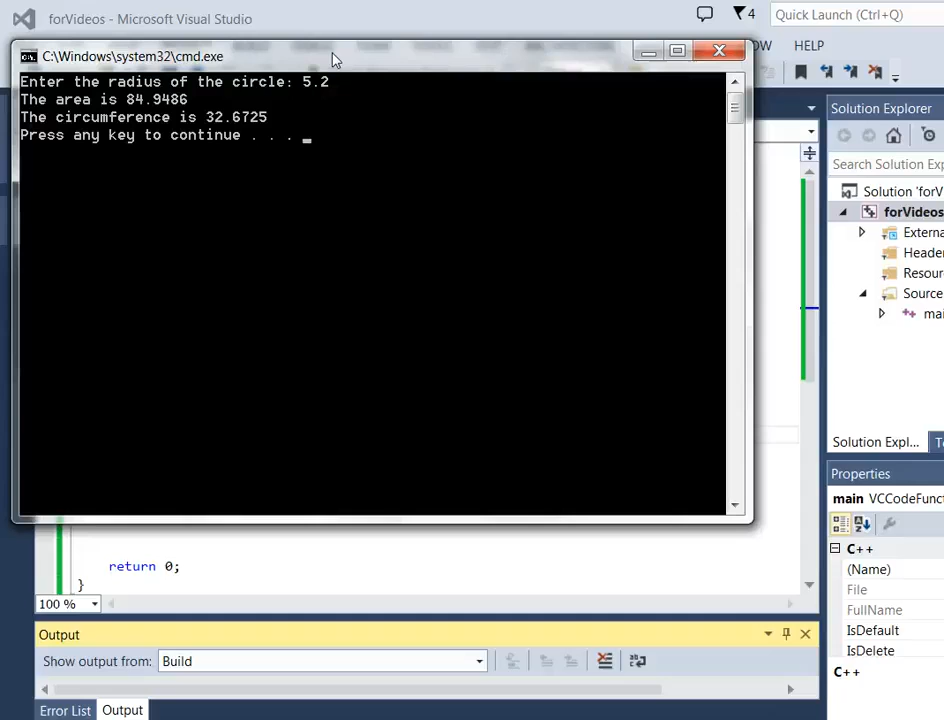 forVideos - Microsoft Visual Studio
4
Quick Launch (Ctrl+Q)
C:\Windows\system32\cmd.exe
OW
HELP
Enter the radius of the circle: 5.2
The area is 84.9486
The circumference is 32.6725
Press any key to continue . . .
Solution Explorer
Search Solution Exp
Solution 'forV
forVideos
Externa
Header
Resour
Source
mai
Solution Expl...
T
Properties
main VCCodeFunct
C++
(Name)
File
FullName
IsDefault
IsDelete
C++
return 0;
}
100 %
Output
Show output from: Build
Error List
Output